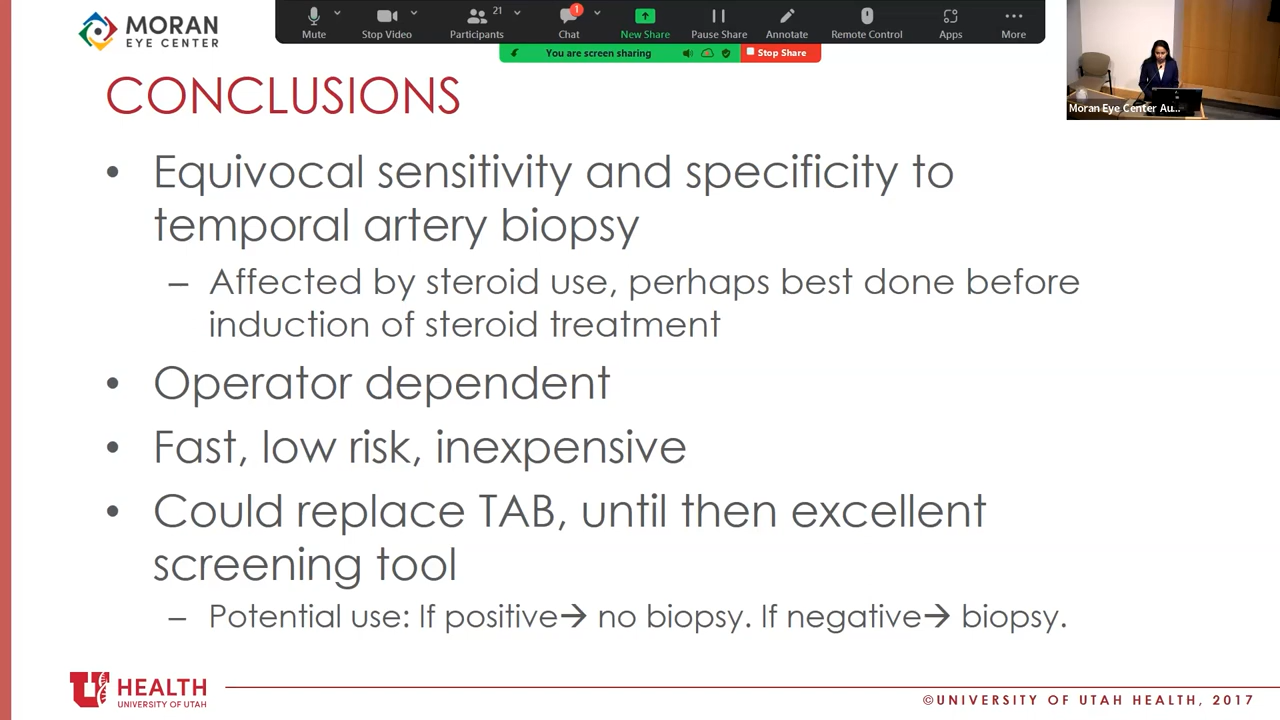 MORAN
EYE CENTER
21
1
Mute
Stop Video
Participants
Chat
New Share
Pause Share
Annotate
Remote Control
Apps
More
You are screen sharing
Stop Share
Moran Eye Center Au...
CONCLUSIONS
• Equivocal sensitivity and specificity to
temporal artery biopsy
– Affected by steroid use, perhaps best done before
induction of steroid treatment
• Operator dependent
• Fast, low risk, inexpensive
• Could replace TAB, until then excellent
screening tool
– Potential use: If positive→ no biopsy. If negative→ biopsy.
U HEALTH
UNIVERSITY OF UTAH
©UNIVERSITY OF UTAH HEALTH, 2017